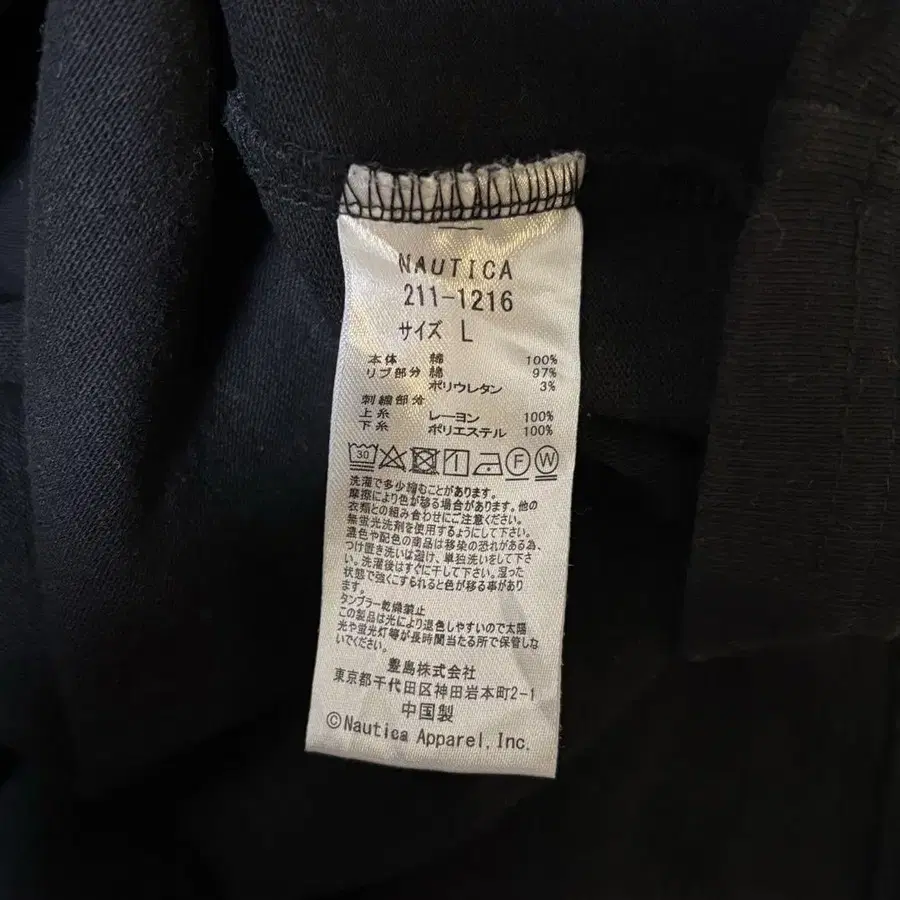 NAUTICA
211-1216
サイズ L
本体 綿 100%
リブ部分 綿 97%
ポリウレタン 3%
刺繍部分
上糸 レーヨン 100%
下糸 ポリエステル 100%
30 F W
洗濯で多少縮むことがあります。
摩擦により色が移る場合があります。他の
衣類との組み合わせにご注意ください。
無蛍光洗剤を使用するようにして下さい。
濃色や配色の商品は移染の恐れがある為、
つけ置き洗いは避け、単独洗いをして下さ
い。洗濯後はすぐに干して下さい。湿った
状態で強くこすられると色が移る事があり
ます。
タンブラー乾燥禁止
この製品は光により退色しやすいので太陽
光や蛍光灯等が長時間当たる所で保管しな
いでください。
豊島株式会社
東京都千代田区神田岩本町2-1
中国製
©Nautica Apparel, Inc.